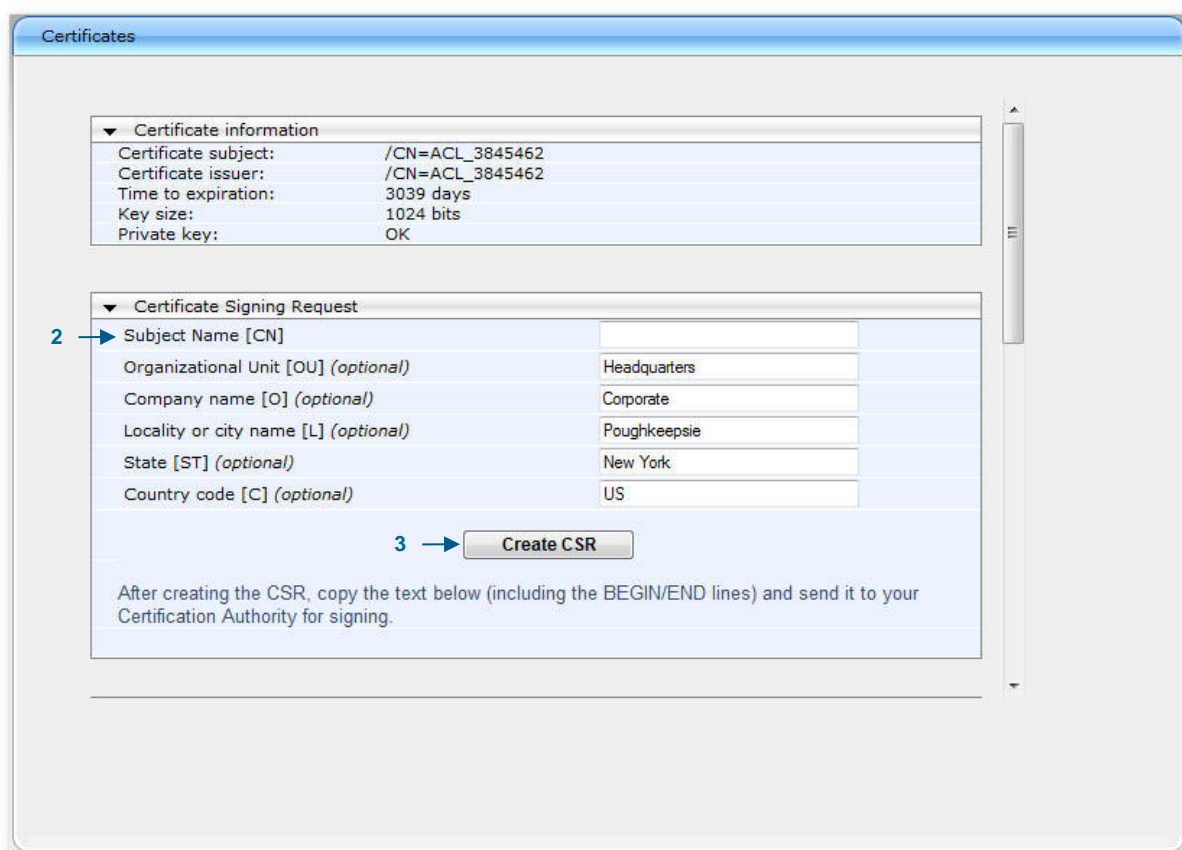 Certificates
Certificate information
Certificate subject: /CN=ACL_3845462
Certificate issuer: /CN=ACL_3845462
Time to expiration: 3039 days
Key size: 1024 bits
Private key: OK
Certificate Signing Request
2 Subject Name [CN]
Organizational Unit [OU] (optional) Headquarters
Company name [O] (optional) Corporate
Locality or city name [L] (optional) Poughkeepsie
State [ST] (optional) New York
Country code [C] (optional) US
3 Create CSR
After creating the CSR, copy the text below (including the BEGIN/END lines) and send it to your
Certification Authority for signing.